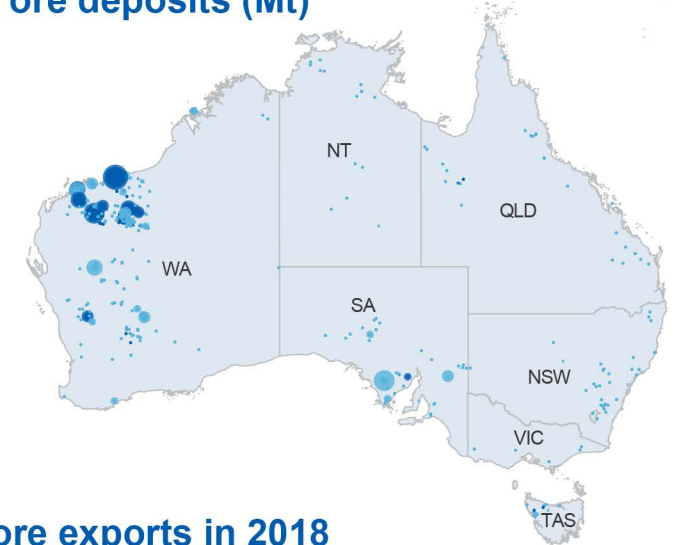 ore deposits (Mt)
NT
QLD
WA
SA
NSW
VIC
TAS
ore exports in 2018